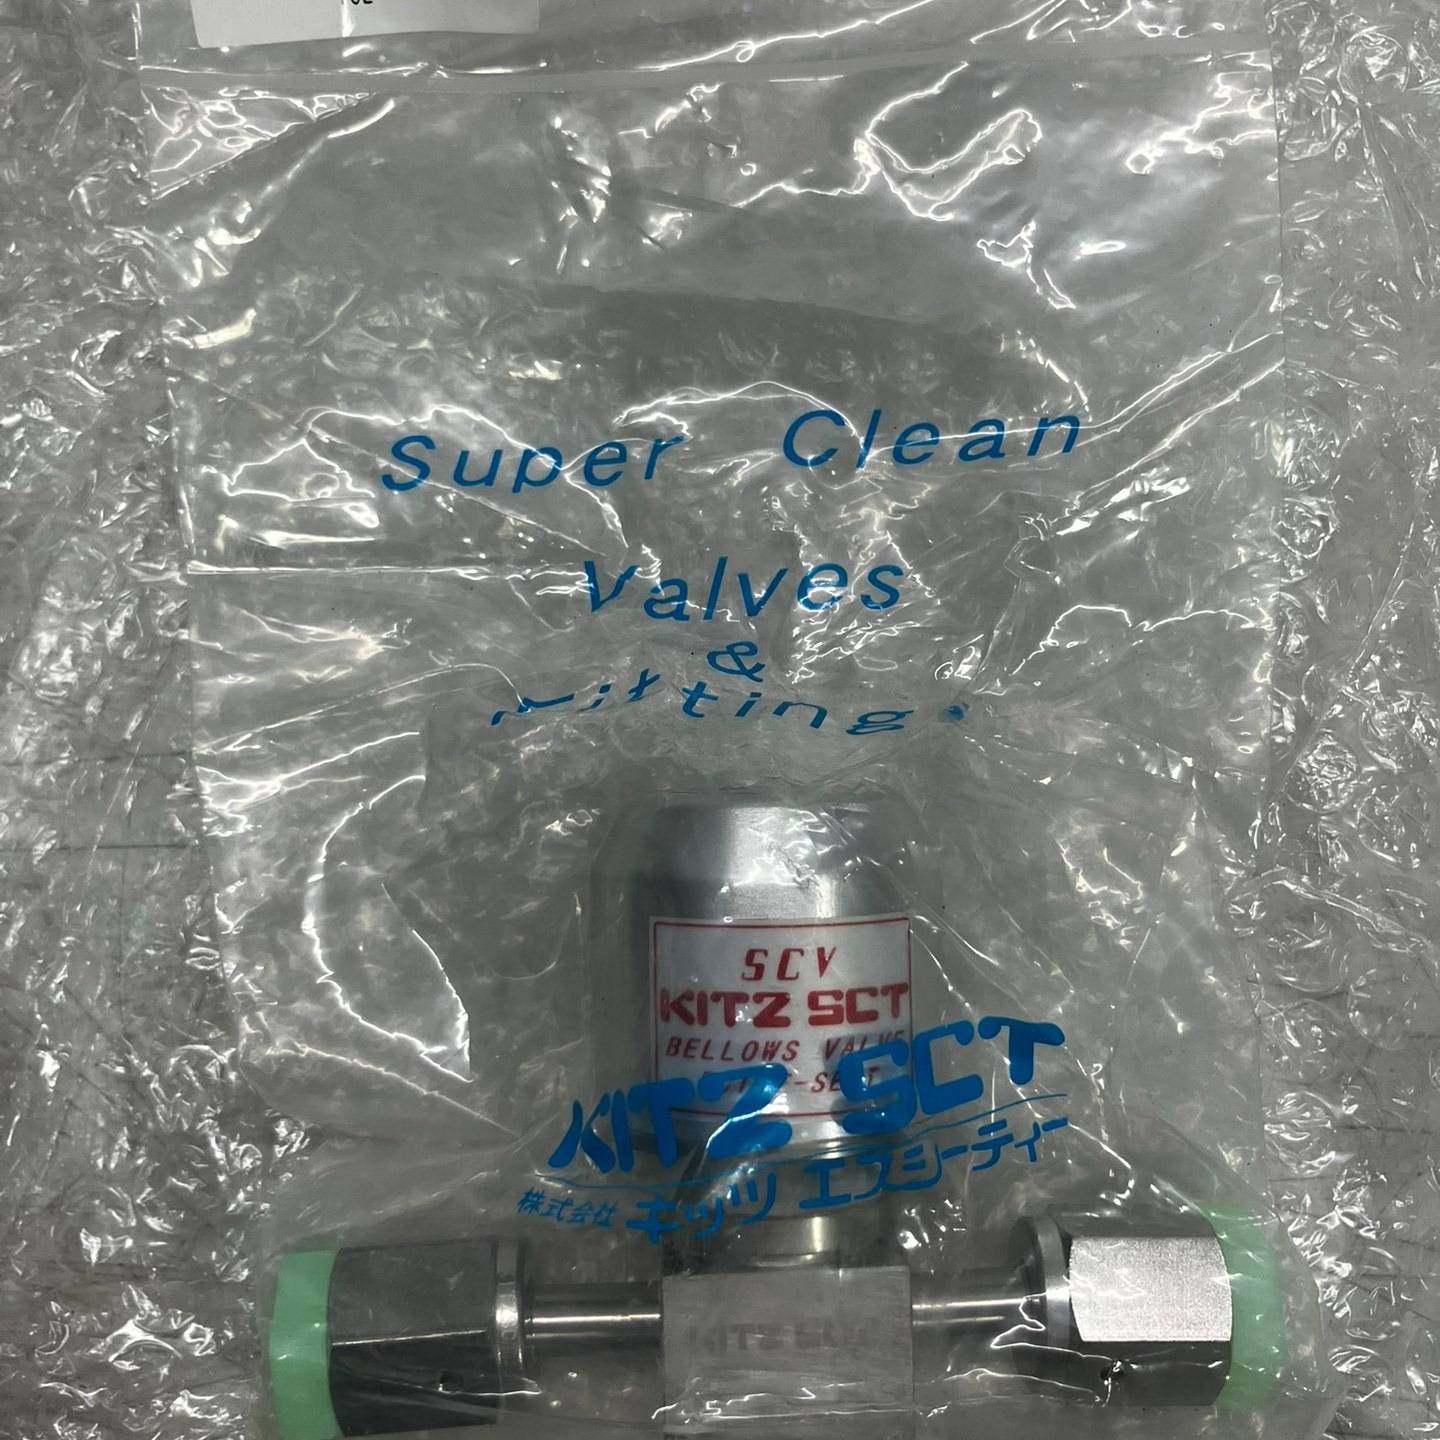 Super Clean
Valves
&
Fittings
SCV
KITZ SCT
BELLOWS VALVE
KITZ SCT
株式会社 キッツ エスシーティー